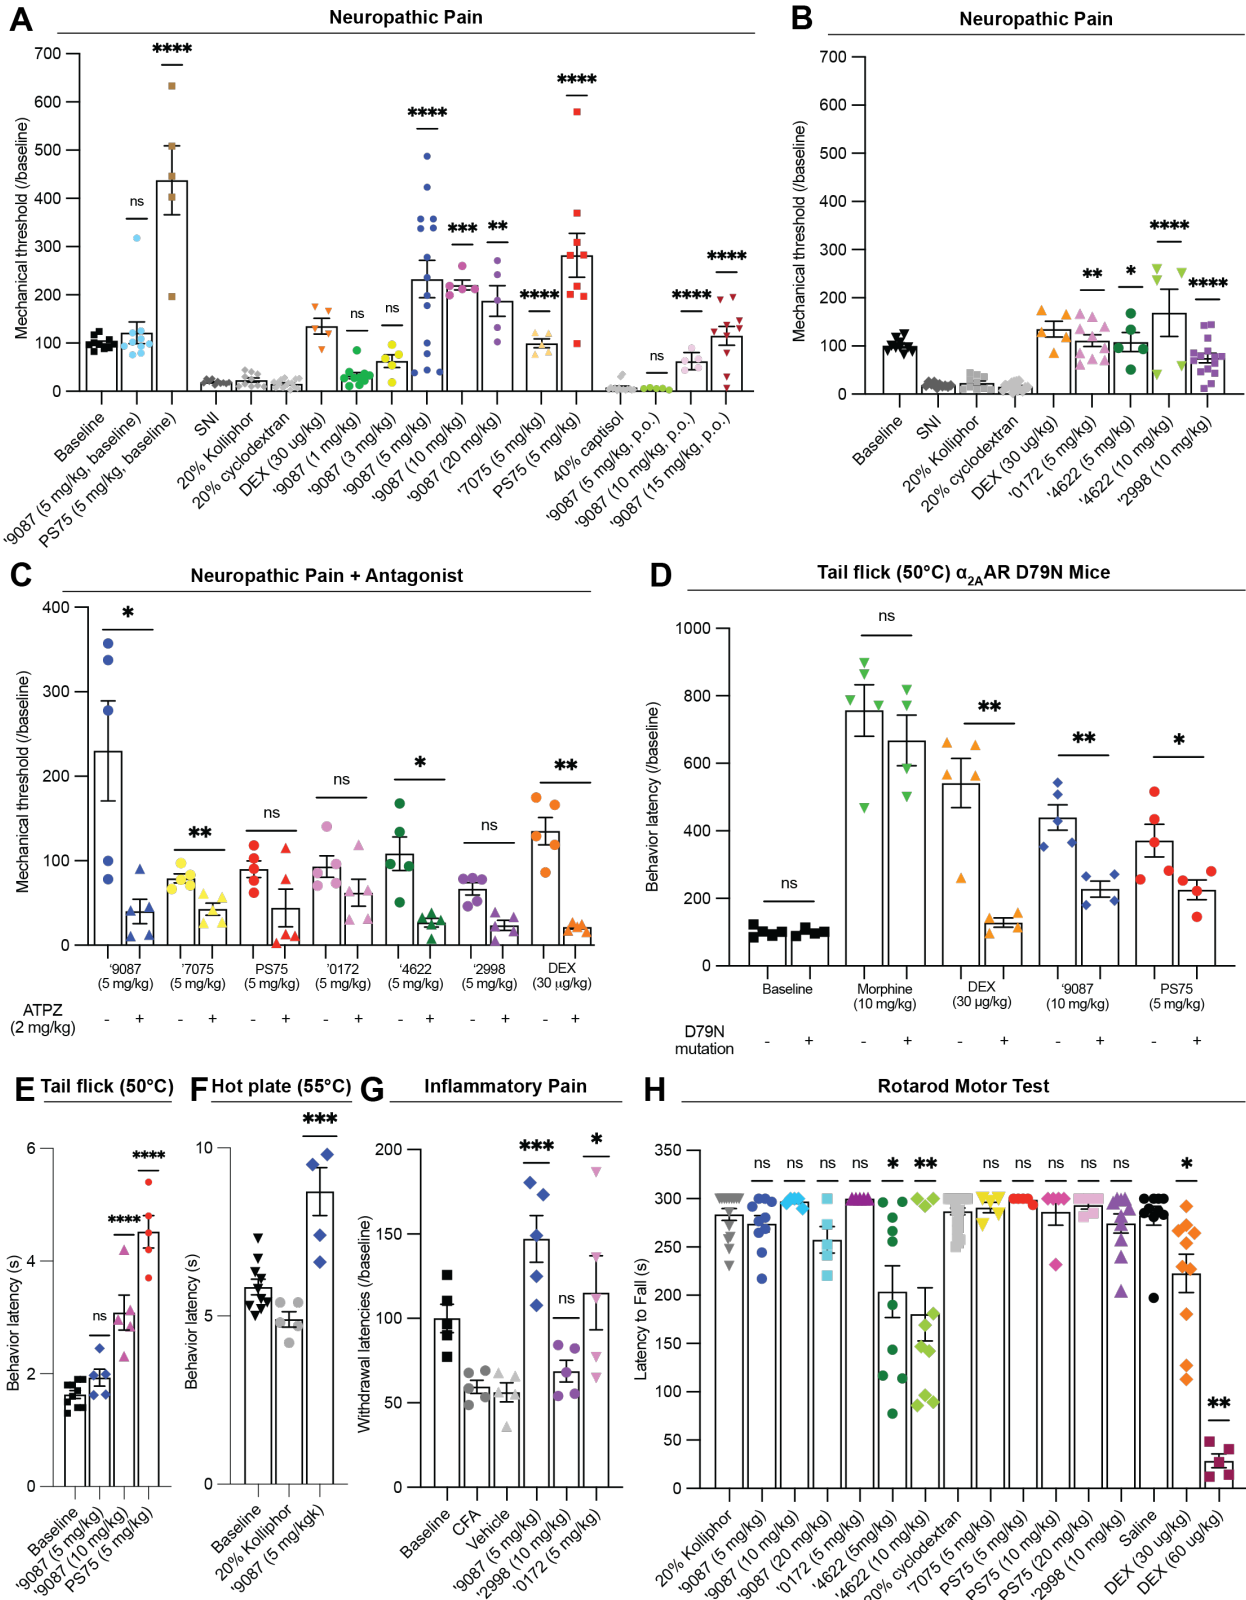 A
Neuropathic Pain
Mechanical threshold (/baseline)
700
600
500
400
300
200
100
0
****
ns
****
ns
ns
****
***
**
****
****
ns
****
****
Baseline
'9087 (5 mg/kg, baseline)
PS75 (5 mg/kg, baseline)
SNI
20% Kolliphor
20% cyclodextran
DEX (30 ug/kg)
'9087 (1 mg/kg)
'9087 (3 mg/kg)
'9087 (5 mg/kg)
'9087 (10 mg/kg)
'9087 (20 mg/kg)
'7075 (5 mg/kg)
PS75 (5 mg/kg)
40% captisol
'9087 (5 mg/kg, p.o.)
'9087 (10 mg/kg, p.o.)
'9087 (15 mg/kg, p.o.)
B
Neuropathic Pain
Mechanical threshold (/baseline)
700
600
500
400
300
200
100
0
**
*
****
****
Baseline
SNI
20% Kolliphor
20% cyclodextran
DEX (30 ug/kg)
'0172 (5 mg/kg)
'4622 (5 mg/kg)
'4622 (10 mg/kg)
'2998 (10 mg/kg)
C
Neuropathic Pain + Antagonist
Mechanical threshold (/baseline)
400
300
200
100
0
*
**
ns
ns
*
ns
**
'9087 '7075 PS75 '0172 '4622 '2998 DEX
(5 mg/kg) (5 mg/kg) (5 mg/kg) (5 mg/kg) (5 mg/kg) (5 mg/kg) (30 µg/kg)
ATPZ
(2 mg/kg)
- + - + - + - + - + - + - +
D
Tail flick (50°C) α2AAR D79N Mice
Behavior latency (/baseline)
1000
800
600
400
200
0
ns
ns
**
**
*
Baseline Morphine DEX '9087 PS75
(10 mg/kg) (30 µg/kg) (10 mg/kg) (5 mg/kg)
D79N
mutation
- + - + - + - + - +
E
Tail flick (50°C)
Behavior latency (s)
6
4
2
0
ns
****
****
Baseline
'9087 (5 mg/kg)
'9087 (10 mg/kg)
PS75 (5 mg/kg)
F
Hot plate (55°C)
Behavior latency (s)
10
5
0
***
Baseline
20% Kolliphor
'9087 (5 mg/kgk)
G
Inflammatory Pain
Withdrawal latencies (/baseline)
200
150
100
50
0
***
ns
*
Baseline
CFA
Vehicle
'9087 (5 mg/kg)
'2998 (10 mg/kg)
'0172 (5 mg/kg)
H
Rotarod Motor Test
Latency to Fall (s)
350
300
250
200
150
100
50
0
ns
ns
ns
ns
*
**
ns
ns
ns
ns
ns
*
**
20% Kolliphor
'9087 (5 mg/kg)
'9087 (10 mg/kg)
'9087 (20 mg/kg)
'0172 (5 mg/kg)
'4622 (5mg/kg)
'4622 (10 mg/kg)
20% cyclodextran
'7075 (5 mg/kg)
PS75 (5 mg/kg)
PS75 (10 mg/kg)
PS75 (20 mg/kg)
'2998 (10 mg/kg)
Saline
DEX (30 ug/kg)
DEX (60 ug/kg)